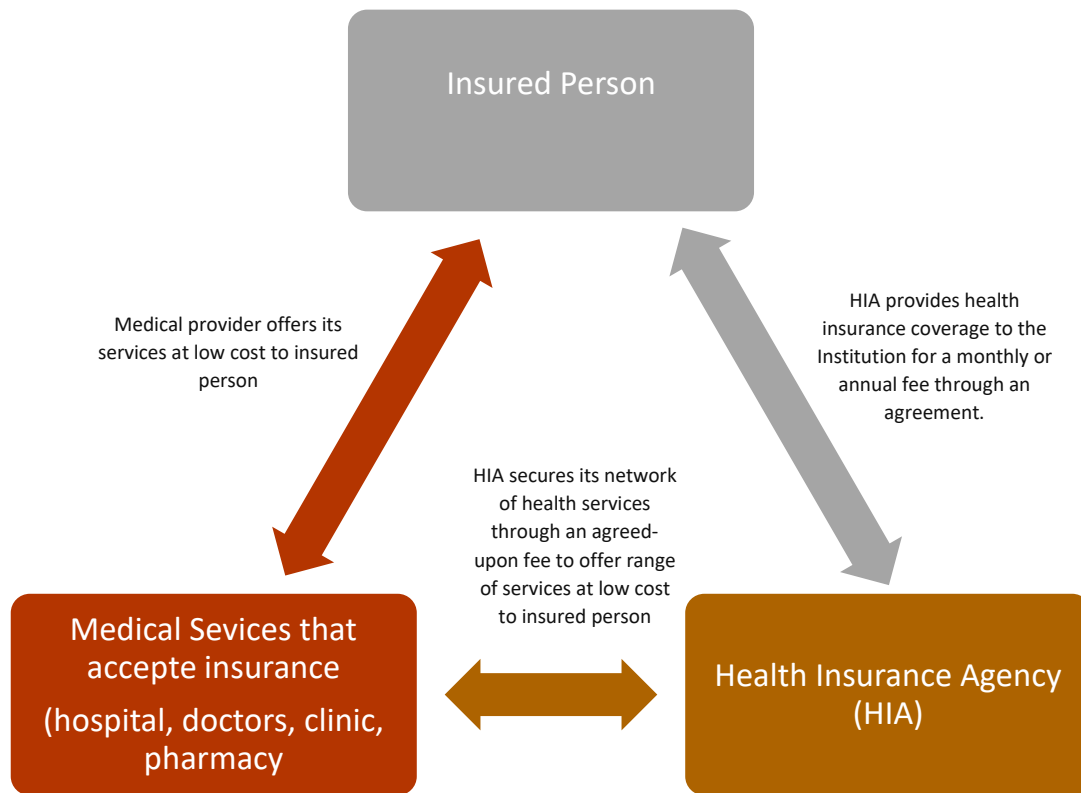 Insured Person
Medical provider offers its
services at low cost to insured
person
HIA provides health
insurance coverage to the
Institution for a monthly or
annual fee through an
agreement.
HIA secures its network
of health services
through an agreed-
upon fee to offer range
of services at low cost
to insured person
Medical Sevices that
accepte insurance
(hospital, doctors, clinic,
pharmacy
Health Insurance Agency
(HIA)